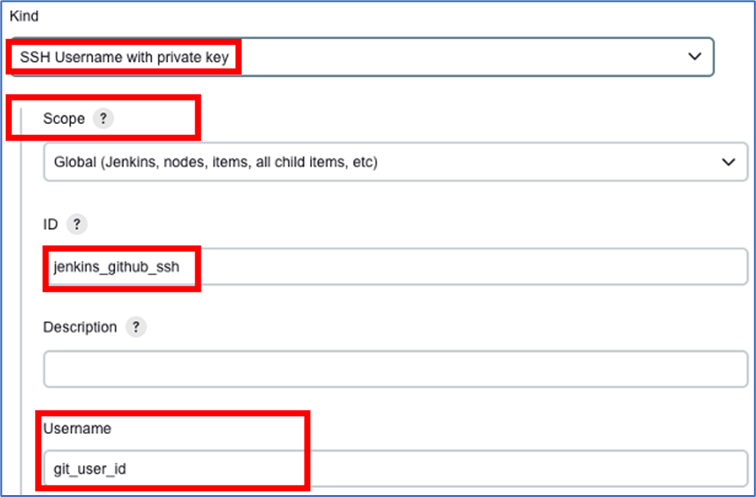 Kind
SSH Username with private key
Scope ?
Global (Jenkins, nodes, items, all child items, etc)
ID ?
jenkins_github_ssh
Description ?
Username
git_user_id